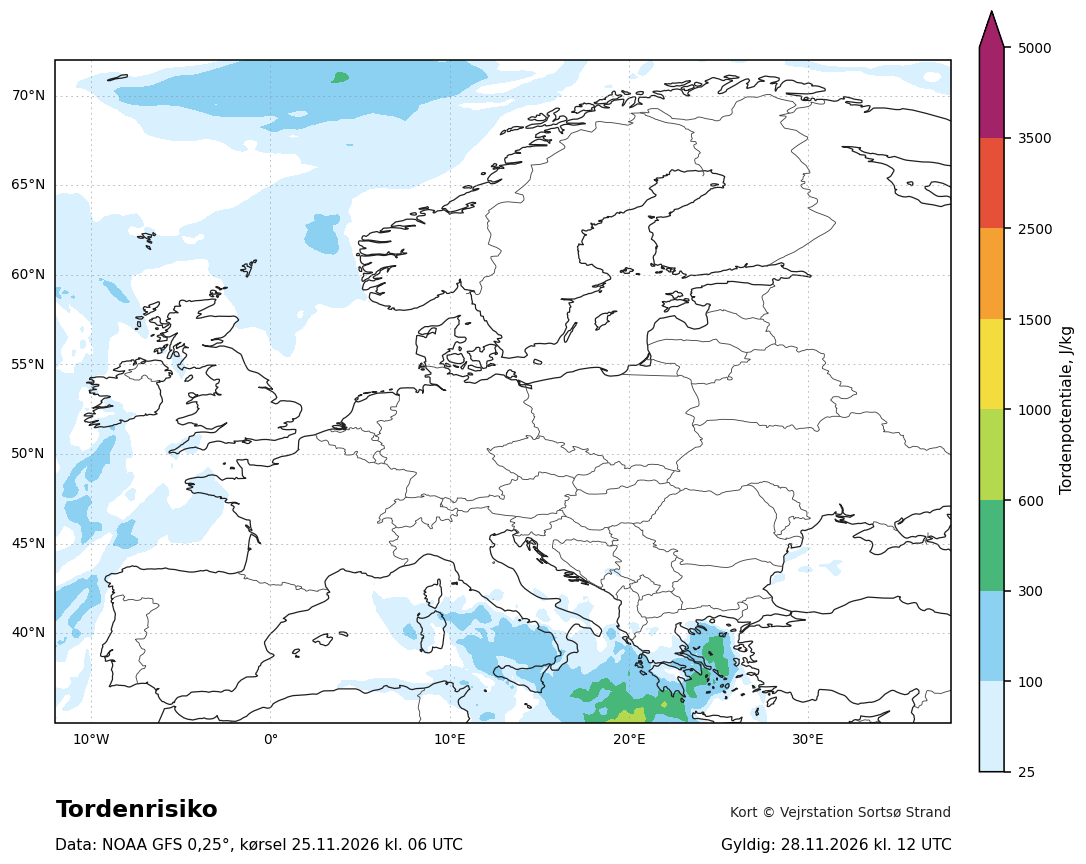 70°N
65°N
60°N
55°N
50°N
45°N
40°N
10°W
0°
10°E
20°E
30°E
5000
3500
2500
1500
1000
600
300
100
25
Tordenpotentiale, J/kg
Tordenrisiko
Kort © Vejrstation Sortsø Strand
Data: NOAA GFS 0,25°, kørsel 25.11.2026 kl. 06 UTC
Gyldig: 28.11.2026 kl. 12 UTC